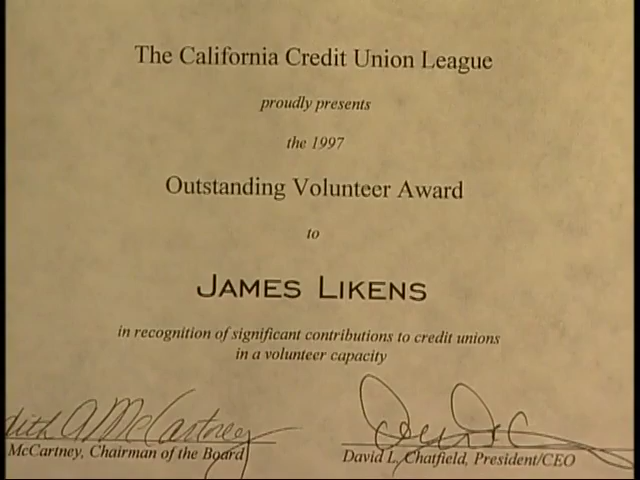 The California Credit Union League
proudly presents
the 1997
Outstanding Volunteer Award
to
JAMES LIKENS
in recognition of significant contributions to credit unions
in a volunteer capacity
A McCartney
McCartney, Chairman of the Board
David L. Chatfield, President/CEO